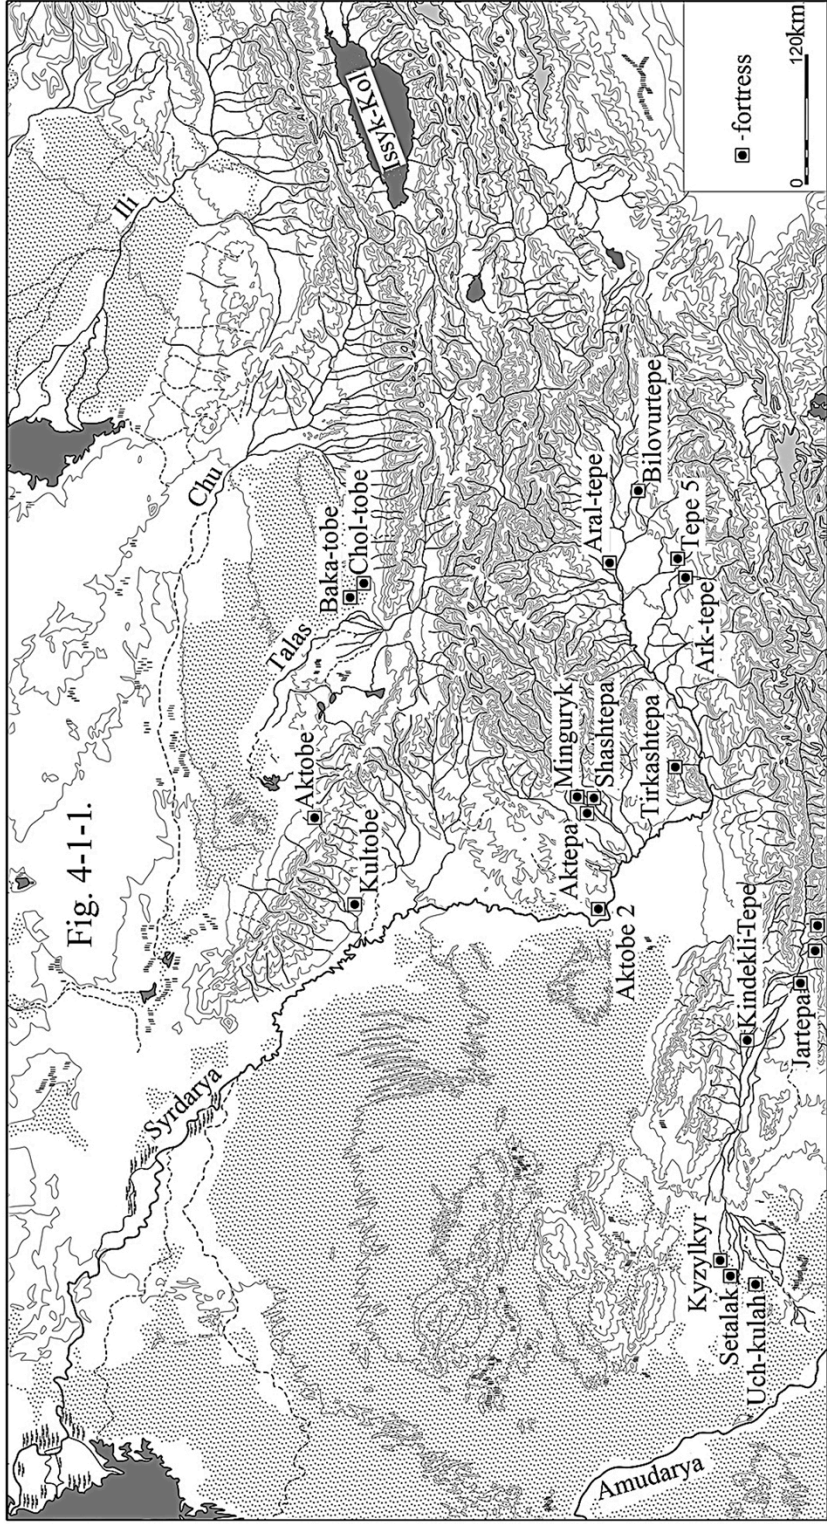 Fig. 4-1-1.
Ili
Issyk-Kol
Chu
Talas
Baka-tobe
Chol-tobe
Aktobe
Kultobe
Syrdarya
Minguryk
Shashtepa
Aktepa
Aktobe 2
Tirkashtepa
Aral-tepe
Bilovurtepe
Tepe 5
Ark-tepe
Kindekli-Tepe
Jartepa
Kyzylkyr
Setalak
Uch-kulah
Amudarya
-fortress
0 120km